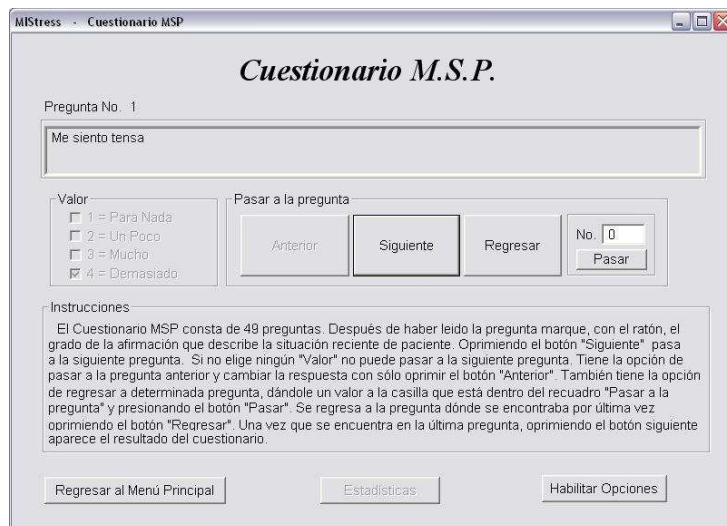 MIStress - Cuestionario MSP
Cuestionario M.S.P.
Pregunta No. 1
Me siento tensa
Valor
1 = Para Nada
2 = Un Poco
3 = Mucho
4 = Demasiado
Pasar a la pregunta
Anterior
Siguiente
Regresar
No. 0
Pasar
Instrucciones
El Cuestionario MSP consta de 49 preguntas. Después de haber leido la pregunta marque, con el ratón, el
grado de la afirmación que describe la situación reciente de paciente. Oprimiendo el botón "Siguiente" pasa
a la siguiente pregunta. Si no elige ningún "Valor" no puede pasar a la siguiente pregunta. Tiene la opción de
pasar a la pregunta anterior y cambiar la respuesta con sólo oprimir el botón "Anterior". También tiene la opción
de regresar a determinada pregunta, dándole un valor a la casilla que está dentro del recuadro "Pasar a la
pregunta" y presionando el botón "Pasar". Se regresa a la pregunta dónde se encontraba por última vez
oprimiendo el botón "Regresar". Una vez que se encuentra en la última pregunta, oprimiendo el botón siguiente
aparece el resultado del cuestionario.
Regresar al Menú Principal
Estadísticas
Habilitar Opciones